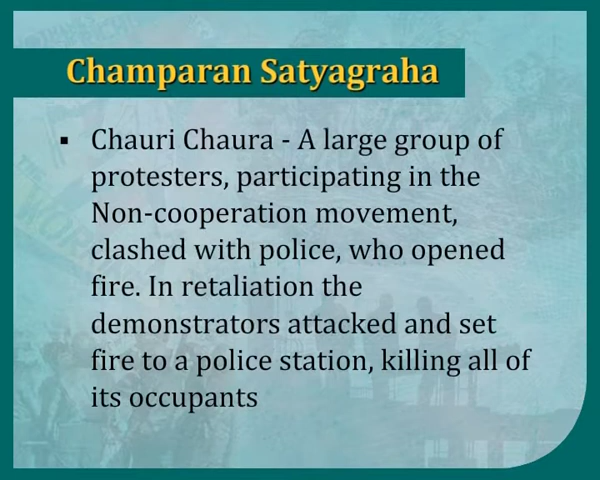 Champaran Satyagraha
▪ Chauri Chaura - A large group of
protesters, participating in the
Non-cooperation movement,
clashed with police, who opened
fire. In retaliation the
demonstrators attacked and set
fire to a police station, killing all of
its occupants